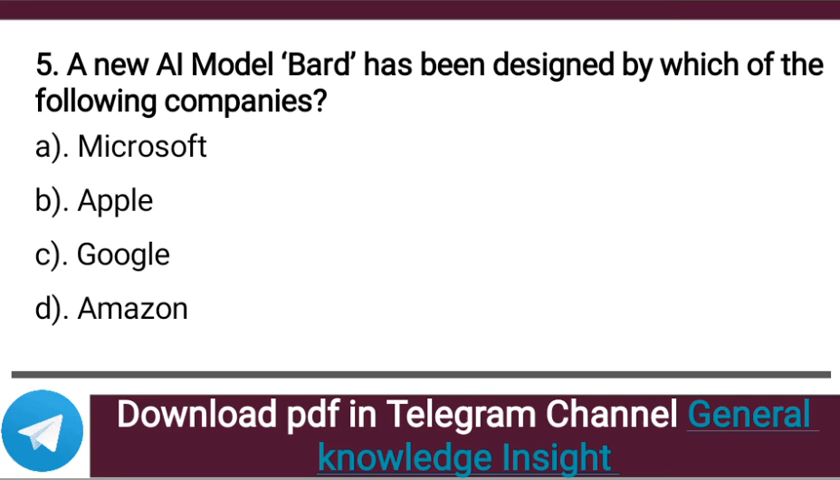 5. A new AI Model ‘Bard’ has been designed by which of the
following companies?
a). Microsoft
b). Apple
c). Google
d). Amazon
Download pdf in Telegram Channel General
knowledge Insight